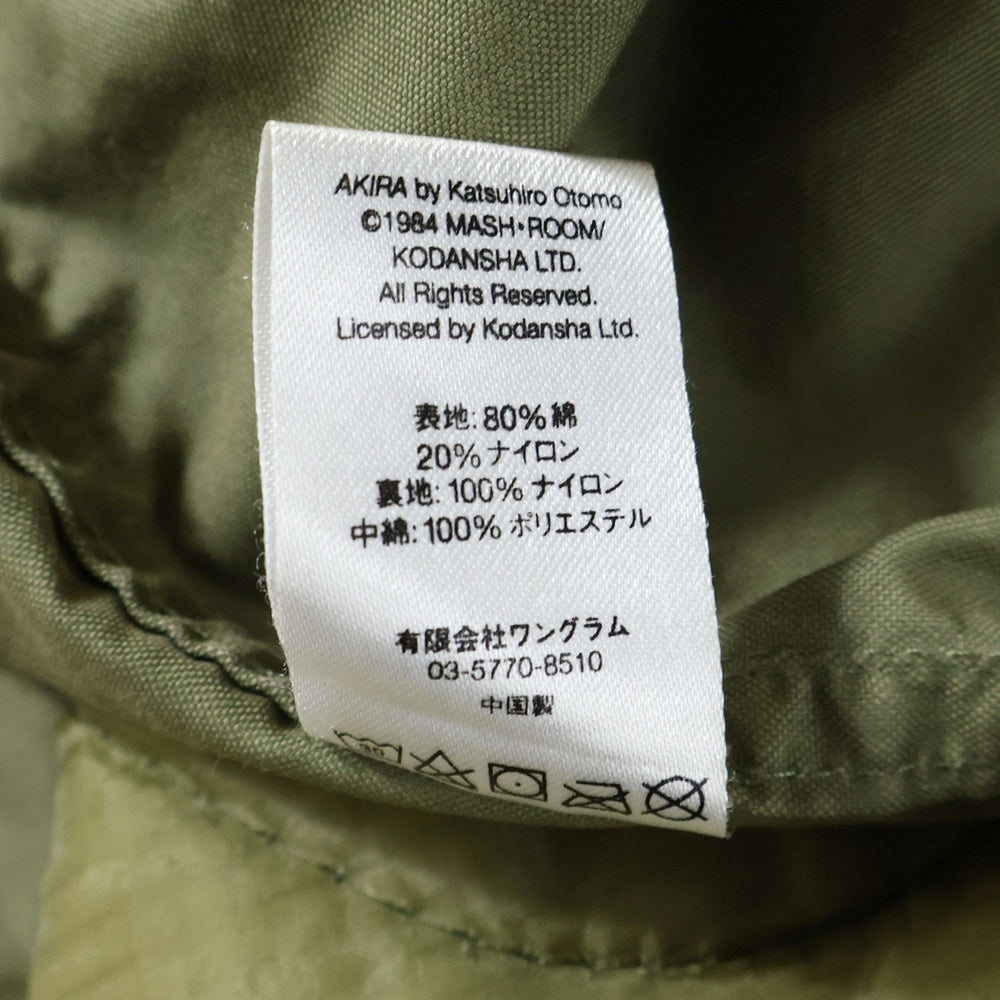 AKIRA by Katsuhiro Otomo
©1984 MASH・ROOM/
KODANSHA LTD.
All Rights Reserved.
Licensed by Kodansha Ltd.
表地: 80% 綿
20% ナイロン
裏地: 100% ナイロン
中綿: 100% ポリエステル
有限会社ワングラム
03-5770-8510
中国製
30